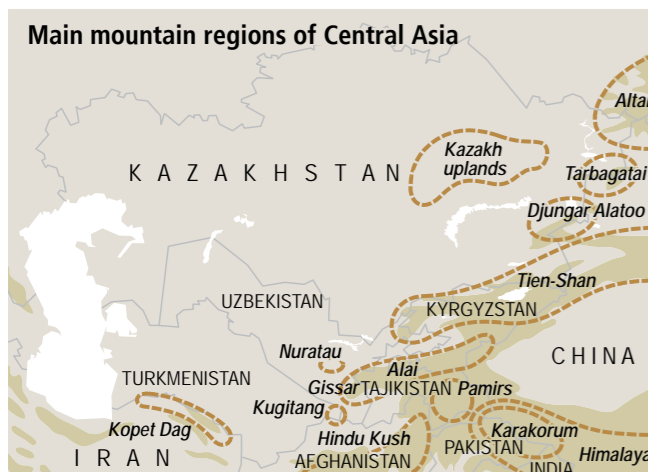 Main mountain regions of Central Asia
Altai
KAZAKHSTAN
Kazakh
uplands
Tarbagatai
Djungar Alatoo
Tien-Shan
UZBEKISTAN
KYRGYZSTAN
Nuratau
CHINA
Alai
TURKMENISTAN
Gissar
TAJIKISTAN
Pamirs
Kugitang
Kopet Dag
Hindu Kush
Karakorum
PAKISTAN
IRAN
AFGHANISTAN
Himalaya
INDIA